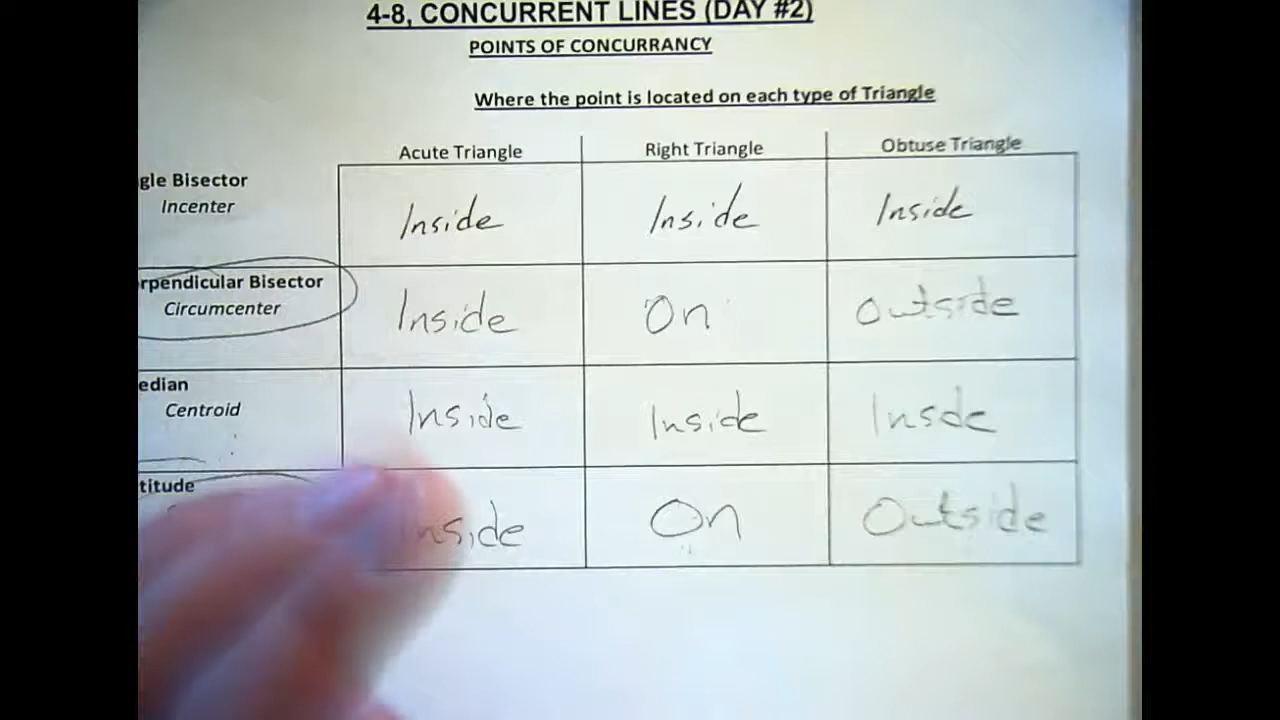 4-8, CONCURRENT LINES (DAY #2)
POINTS OF CONCURRANCY
Where the point is located on each type of Triangle
Acute Triangle Right Triangle Obtuse Triangle
gle Bisector
Incenter
Inside Inside Inside
rpendicular Bisector
Circumcenter
Inside On Outside
edian
Centroid
Inside Inside Insde
titude
Inside On Outside